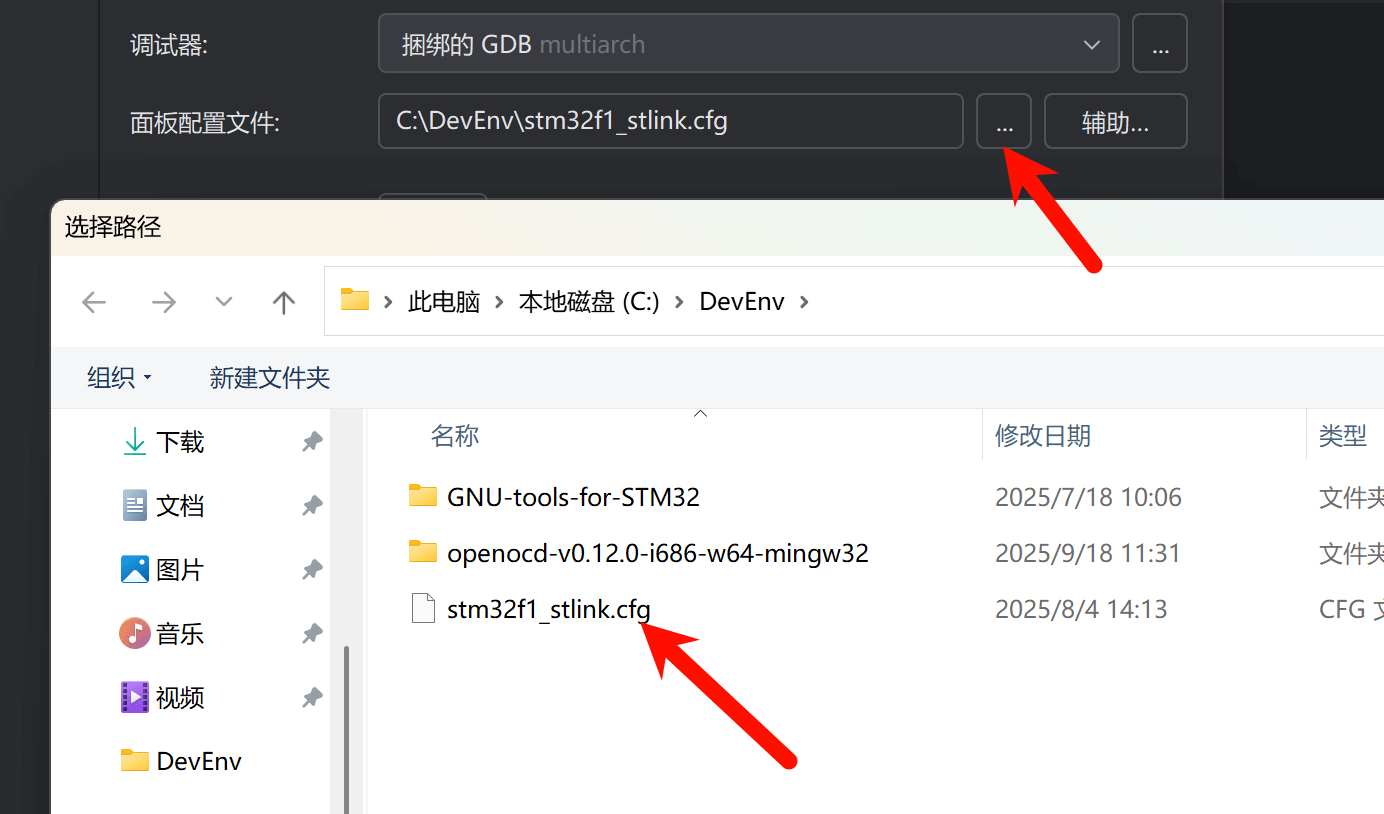 调试器:
捆绑的 GDB multiarch
...
面板配置文件:
C:\DevEnv\stm32f1_stlink.cfg
...
辅助...
选择路径
此电脑 本地磁盘 (C:) DevEnv
组织
新建文件夹
名称
修改日期
类型
下载
文档
图片
音乐
视频
DevEnv
GNU-tools-for-STM32
2025/7/18 10:06
文件夹
openocd-v0.12.0-i686-w64-mingw32
2025/9/18 11:31
文件夹
stm32f1_stlink.cfg
2025/8/4 14:13
CFG